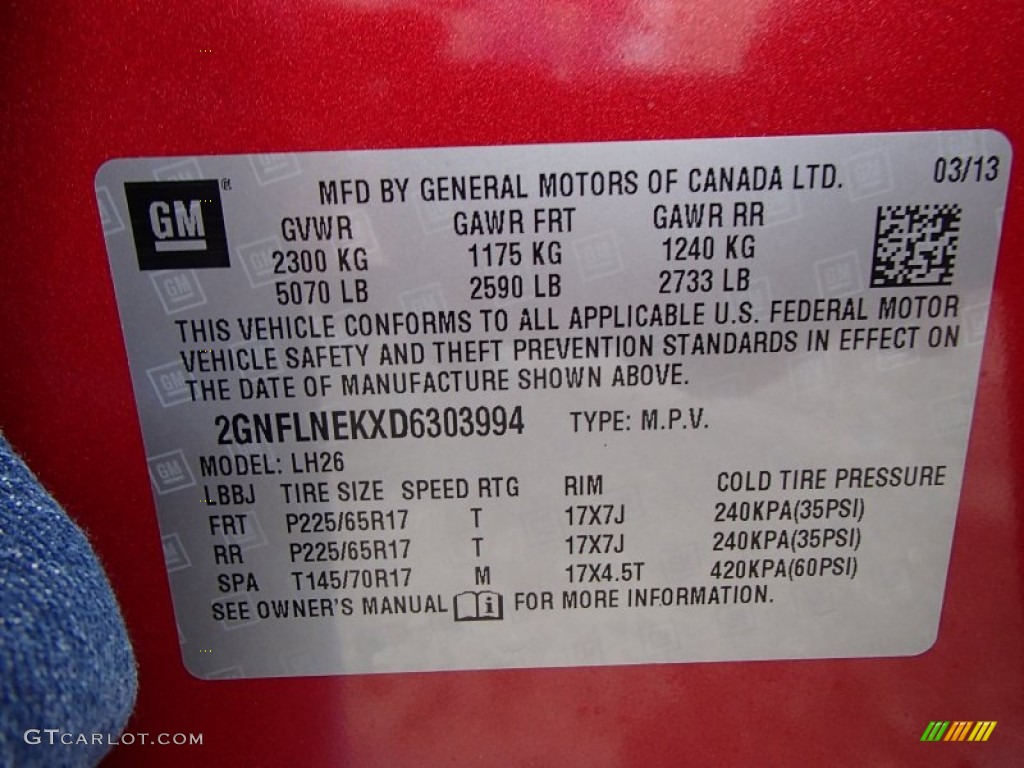 GM®
MFD BY GENERAL MOTORS OF CANADA LTD. 03/13
GVWR GAWR FRT GAWR RR
2300 KG 1175 KG 1240 KG
5070 LB 2590 LB 2733 LB
THIS VEHICLE CONFORMS TO ALL APPLICABLE U.S. FEDERAL MOTOR
VEHICLE SAFETY AND THEFT PREVENTION STANDARDS IN EFFECT ON
THE DATE OF MANUFACTURE SHOWN ABOVE.
2GNFLNEKXD6303994 TYPE: M.P.V.
MODEL: LH26
LBBJ TIRE SIZE SPEED RTG RIM COLD TIRE PRESSURE
FRT P225/65R17 T 17X7J 240KPA(35PSI)
RR P225/65R17 T 17X7J 240KPA(35PSI)
SPA T145/70R17 M 17X4.5T 420KPA(60PSI)
SEE OWNER'S MANUAL FOR MORE INFORMATION.
GTCARLOT.COM